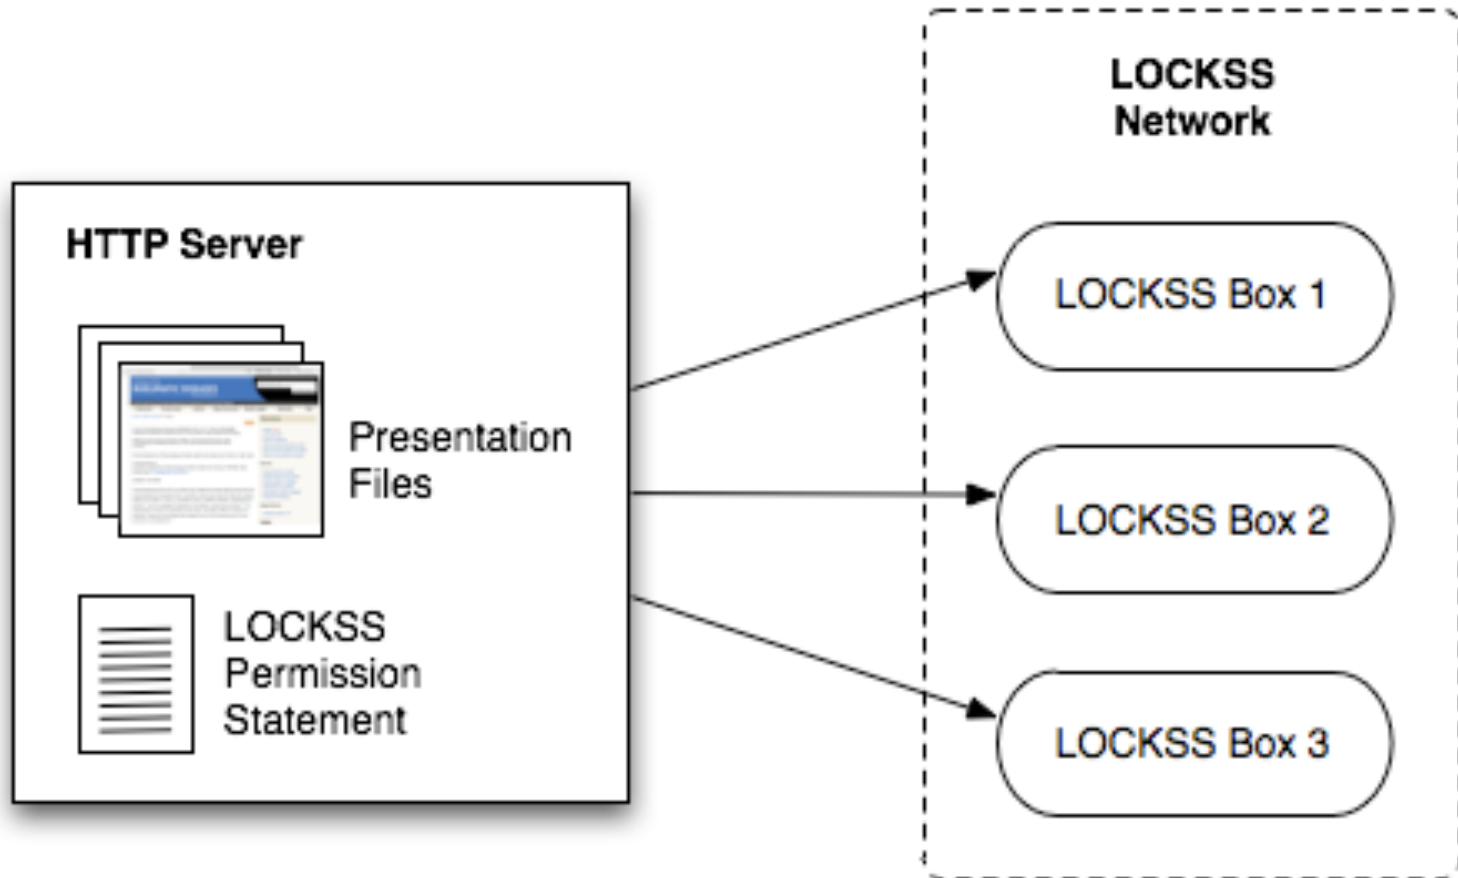 LOCKSS
Network
HTTP Server
Presentation
Files
LOCKSS
Permission
Statement
LOCKSS Box 1
LOCKSS Box 2
LOCKSS Box 3